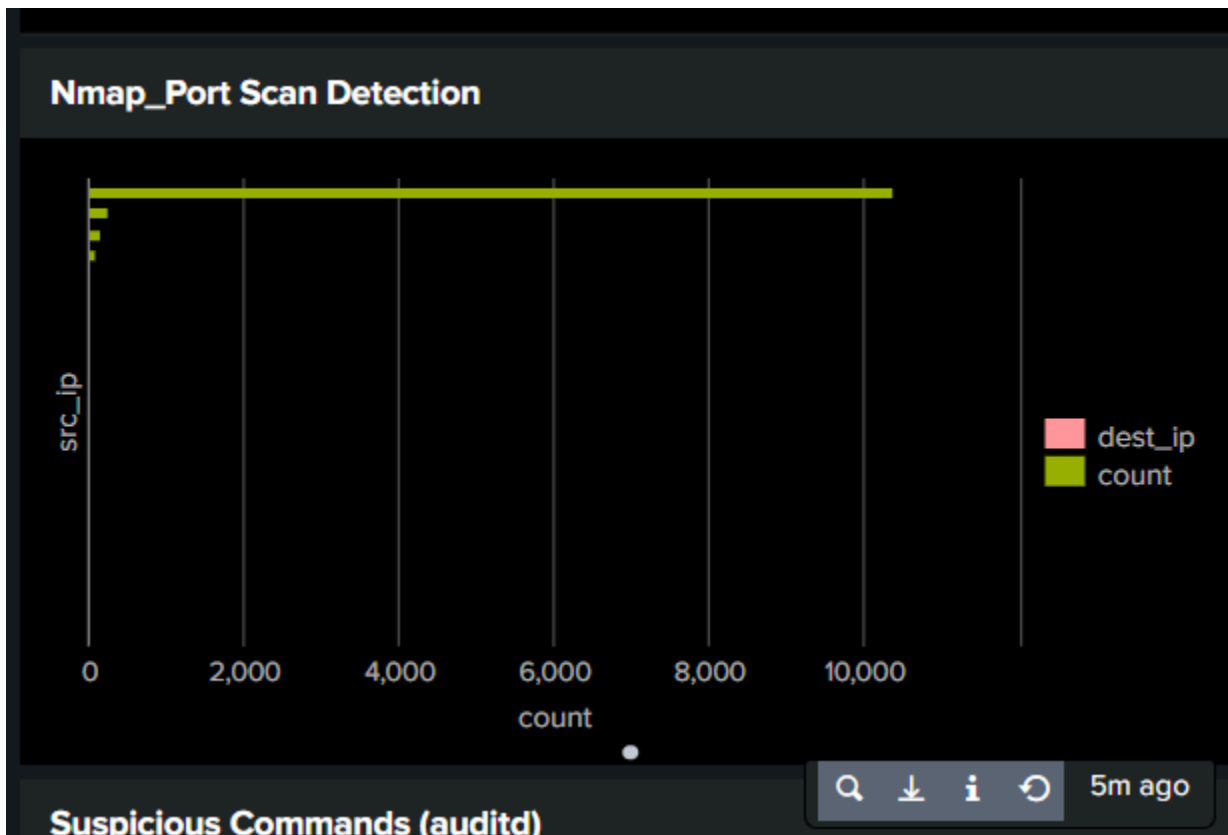 Nmap_Port Scan Detection
src_ip
dest_ip
count
0 2,000 4,000 6,000 8,000 10,000
count
5m ago
Suspicious Commands (auditd)